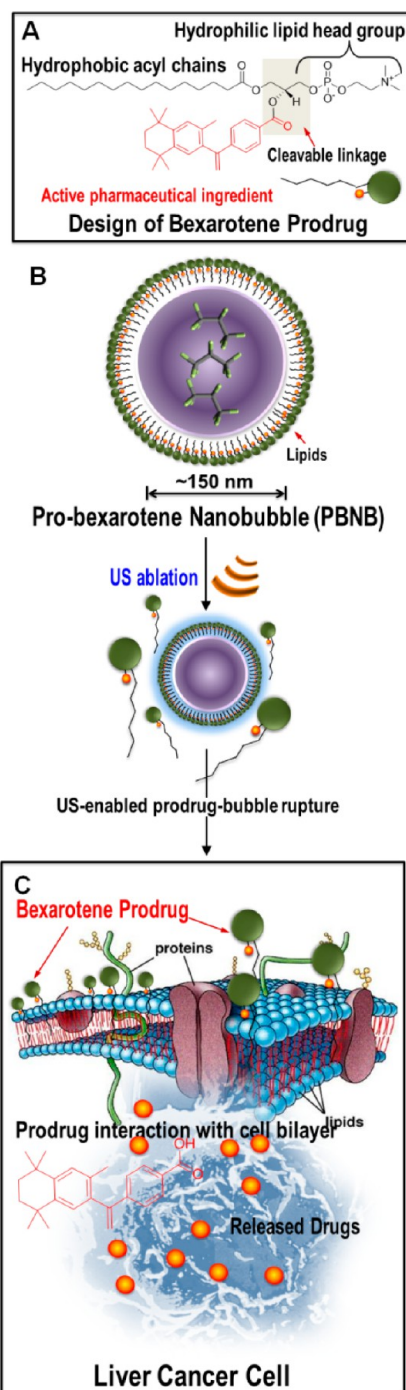 A
Hydrophilic lipid head group
Hydrophobic acyl chains
O
O
O
H
O
O
P
O-
O
N+
Cleavable linkage
Active pharmaceutical ingredient
Design of Bexarotene Prodrug
B
Lipids
~150 nm
Pro-bexarotene Nanobubble (PBNB)
US ablation
US-enabled prodrug-bubble rupture
C
Bexarotene Prodrug
proteins
lipids
Prodrug interaction with cell bilayer
OH
O
Released Drugs
Liver Cancer Cell